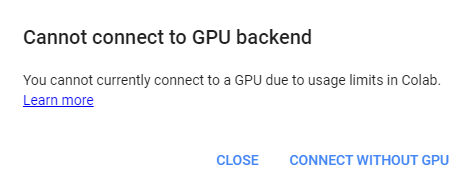 Cannot connect to GPU backend
You cannot currently connect to a GPU due to usage limits in Colab.
Learn more
CLOSE CONNECT WITHOUT GPU